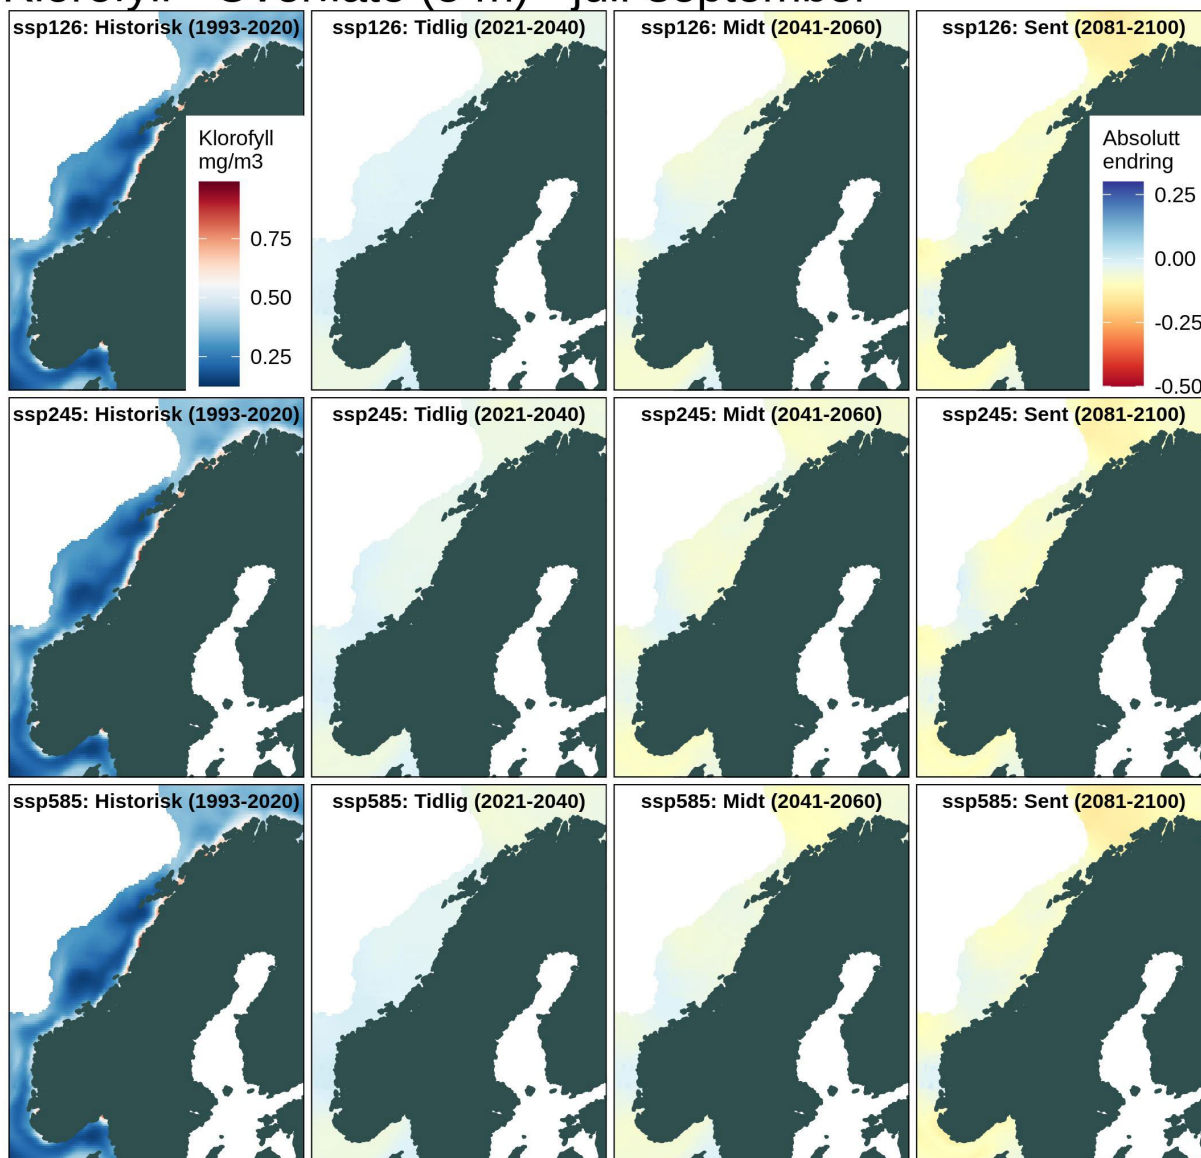 ssp126: Historisk (1993-2020)
ssp126: Tidlig (2021-2040)
ssp126: Midt (2041-2060)
ssp126: Sent (2081-2100)
Klorofyll
mg/m3
0.75
0.50
0.25
Absolutt
endring
0.25
0.00
-0.25
-0.50
ssp245: Historisk (1993-2020)
ssp245: Tidlig (2021-2040)
ssp245: Midt (2041-2060)
ssp245: Sent (2081-2100)
ssp585: Historisk (1993-2020)
ssp585: Tidlig (2021-2040)
ssp585: Midt (2041-2060)
ssp585: Sent (2081-2100)